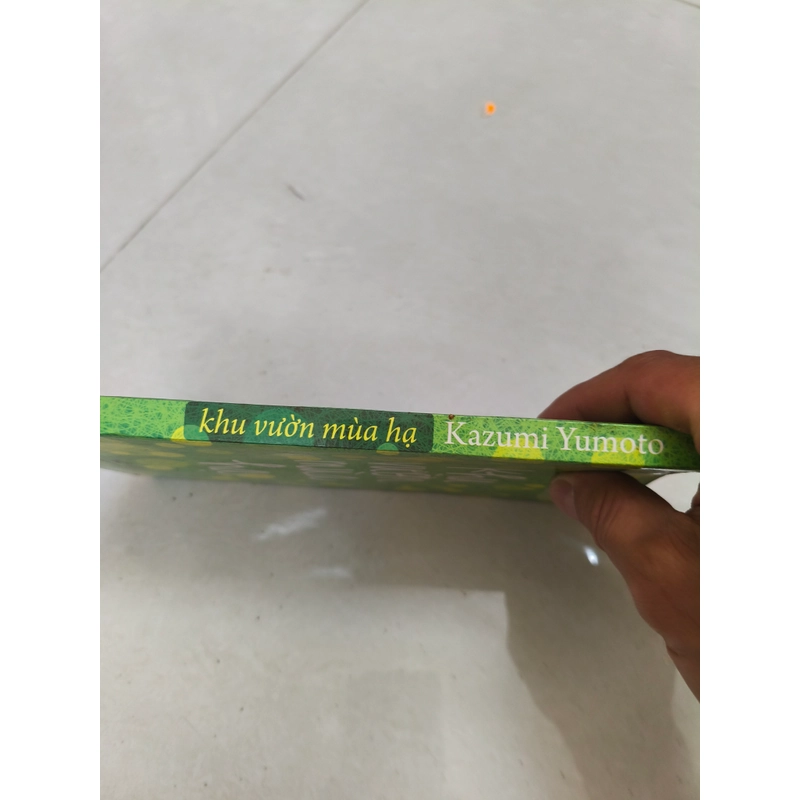 khu vườn mùa hạ Kazumi Yumoto